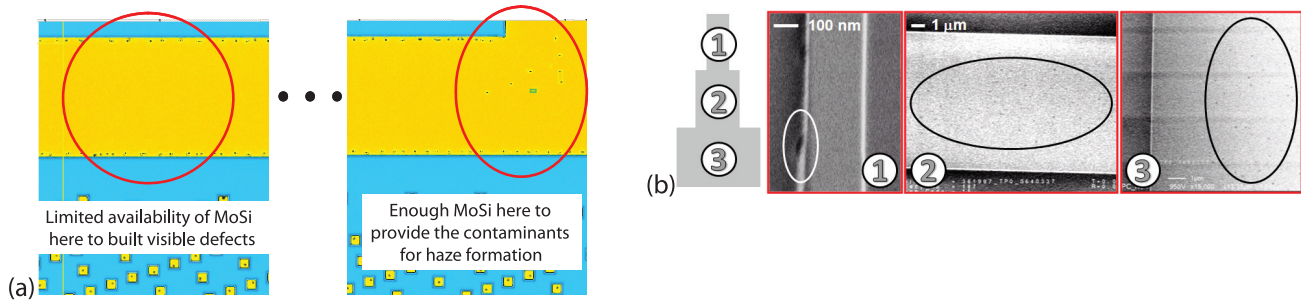 (a)
Limited availability of MoSi
here to built visible defects
Enough MoSi here to
provide the contaminants
for haze formation
(b)
1
2
3
100 nm
1
1 μm
2
3
1μm